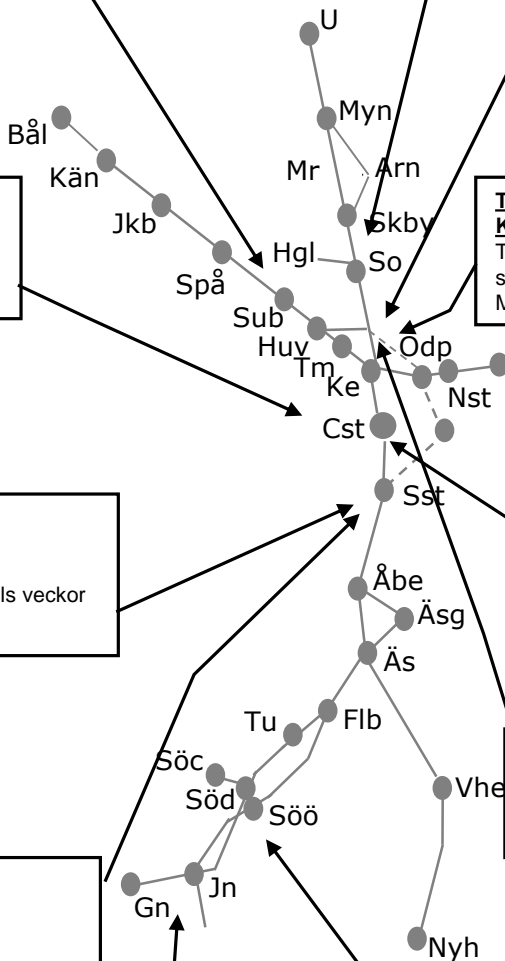 U
Myn
Bål
Mr
Arn
Kän
T
Jkb
Skby
K
T
Hgl
So
s
Spå
M
Sub
Huv
Odp
Tm
Ke
Nst
Cst
Sst
Åbe
ls veckor
Äsg
Äs
Tu
Flb
Söc
Vhe
Söd
Söö
Jn
Gn
Nyh